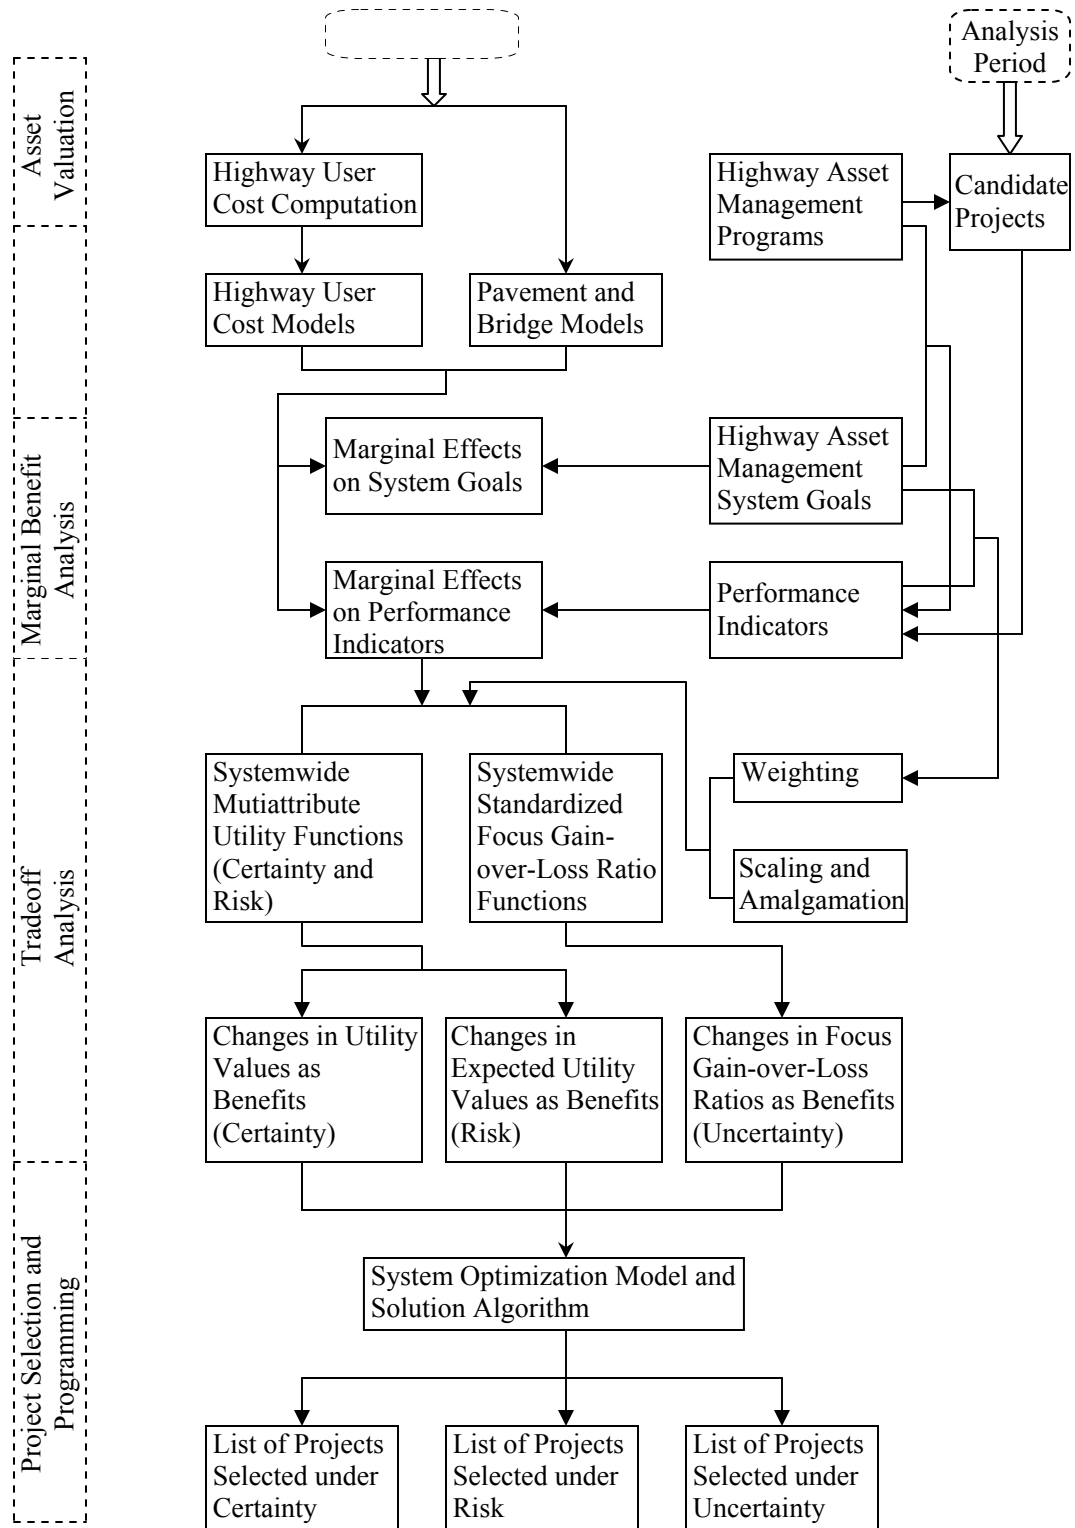 Analysis
Period
Asset
Valuation
Highway User
Cost Computation
Highway Asset
Management
Programs
Candidate
Projects
Highway User
Cost Models
Pavement and
Bridge Models
Marginal Benefit
Analysis
Marginal Effects
on System Goals
Highway Asset
Management
System Goals
Marginal Effects
on Performance
Indicators
Performance
Indicators
Tradeoff
Analysis
Systemwide
Mutiattribute
Utility Functions
(Certainty and
Risk)
Systemwide
Standardized
Focus Gain-
over-Loss Ratio
Functions
Weighting
Scaling and
Amalgamation
Changes in Utility
Values as
Benefits
(Certainty)
Changes in
Expected Utility
Values as Benefits
(Risk)
Changes in Focus
Gain-over-Loss
Ratios as Benefits
(Uncertainty)
Project Selection and
Programming
System Optimization Model and
Solution Algorithm
List of Projects
Selected under
Certainty
List of Projects
Selected under
Risk
List of Projects
Selected under
Uncertainty